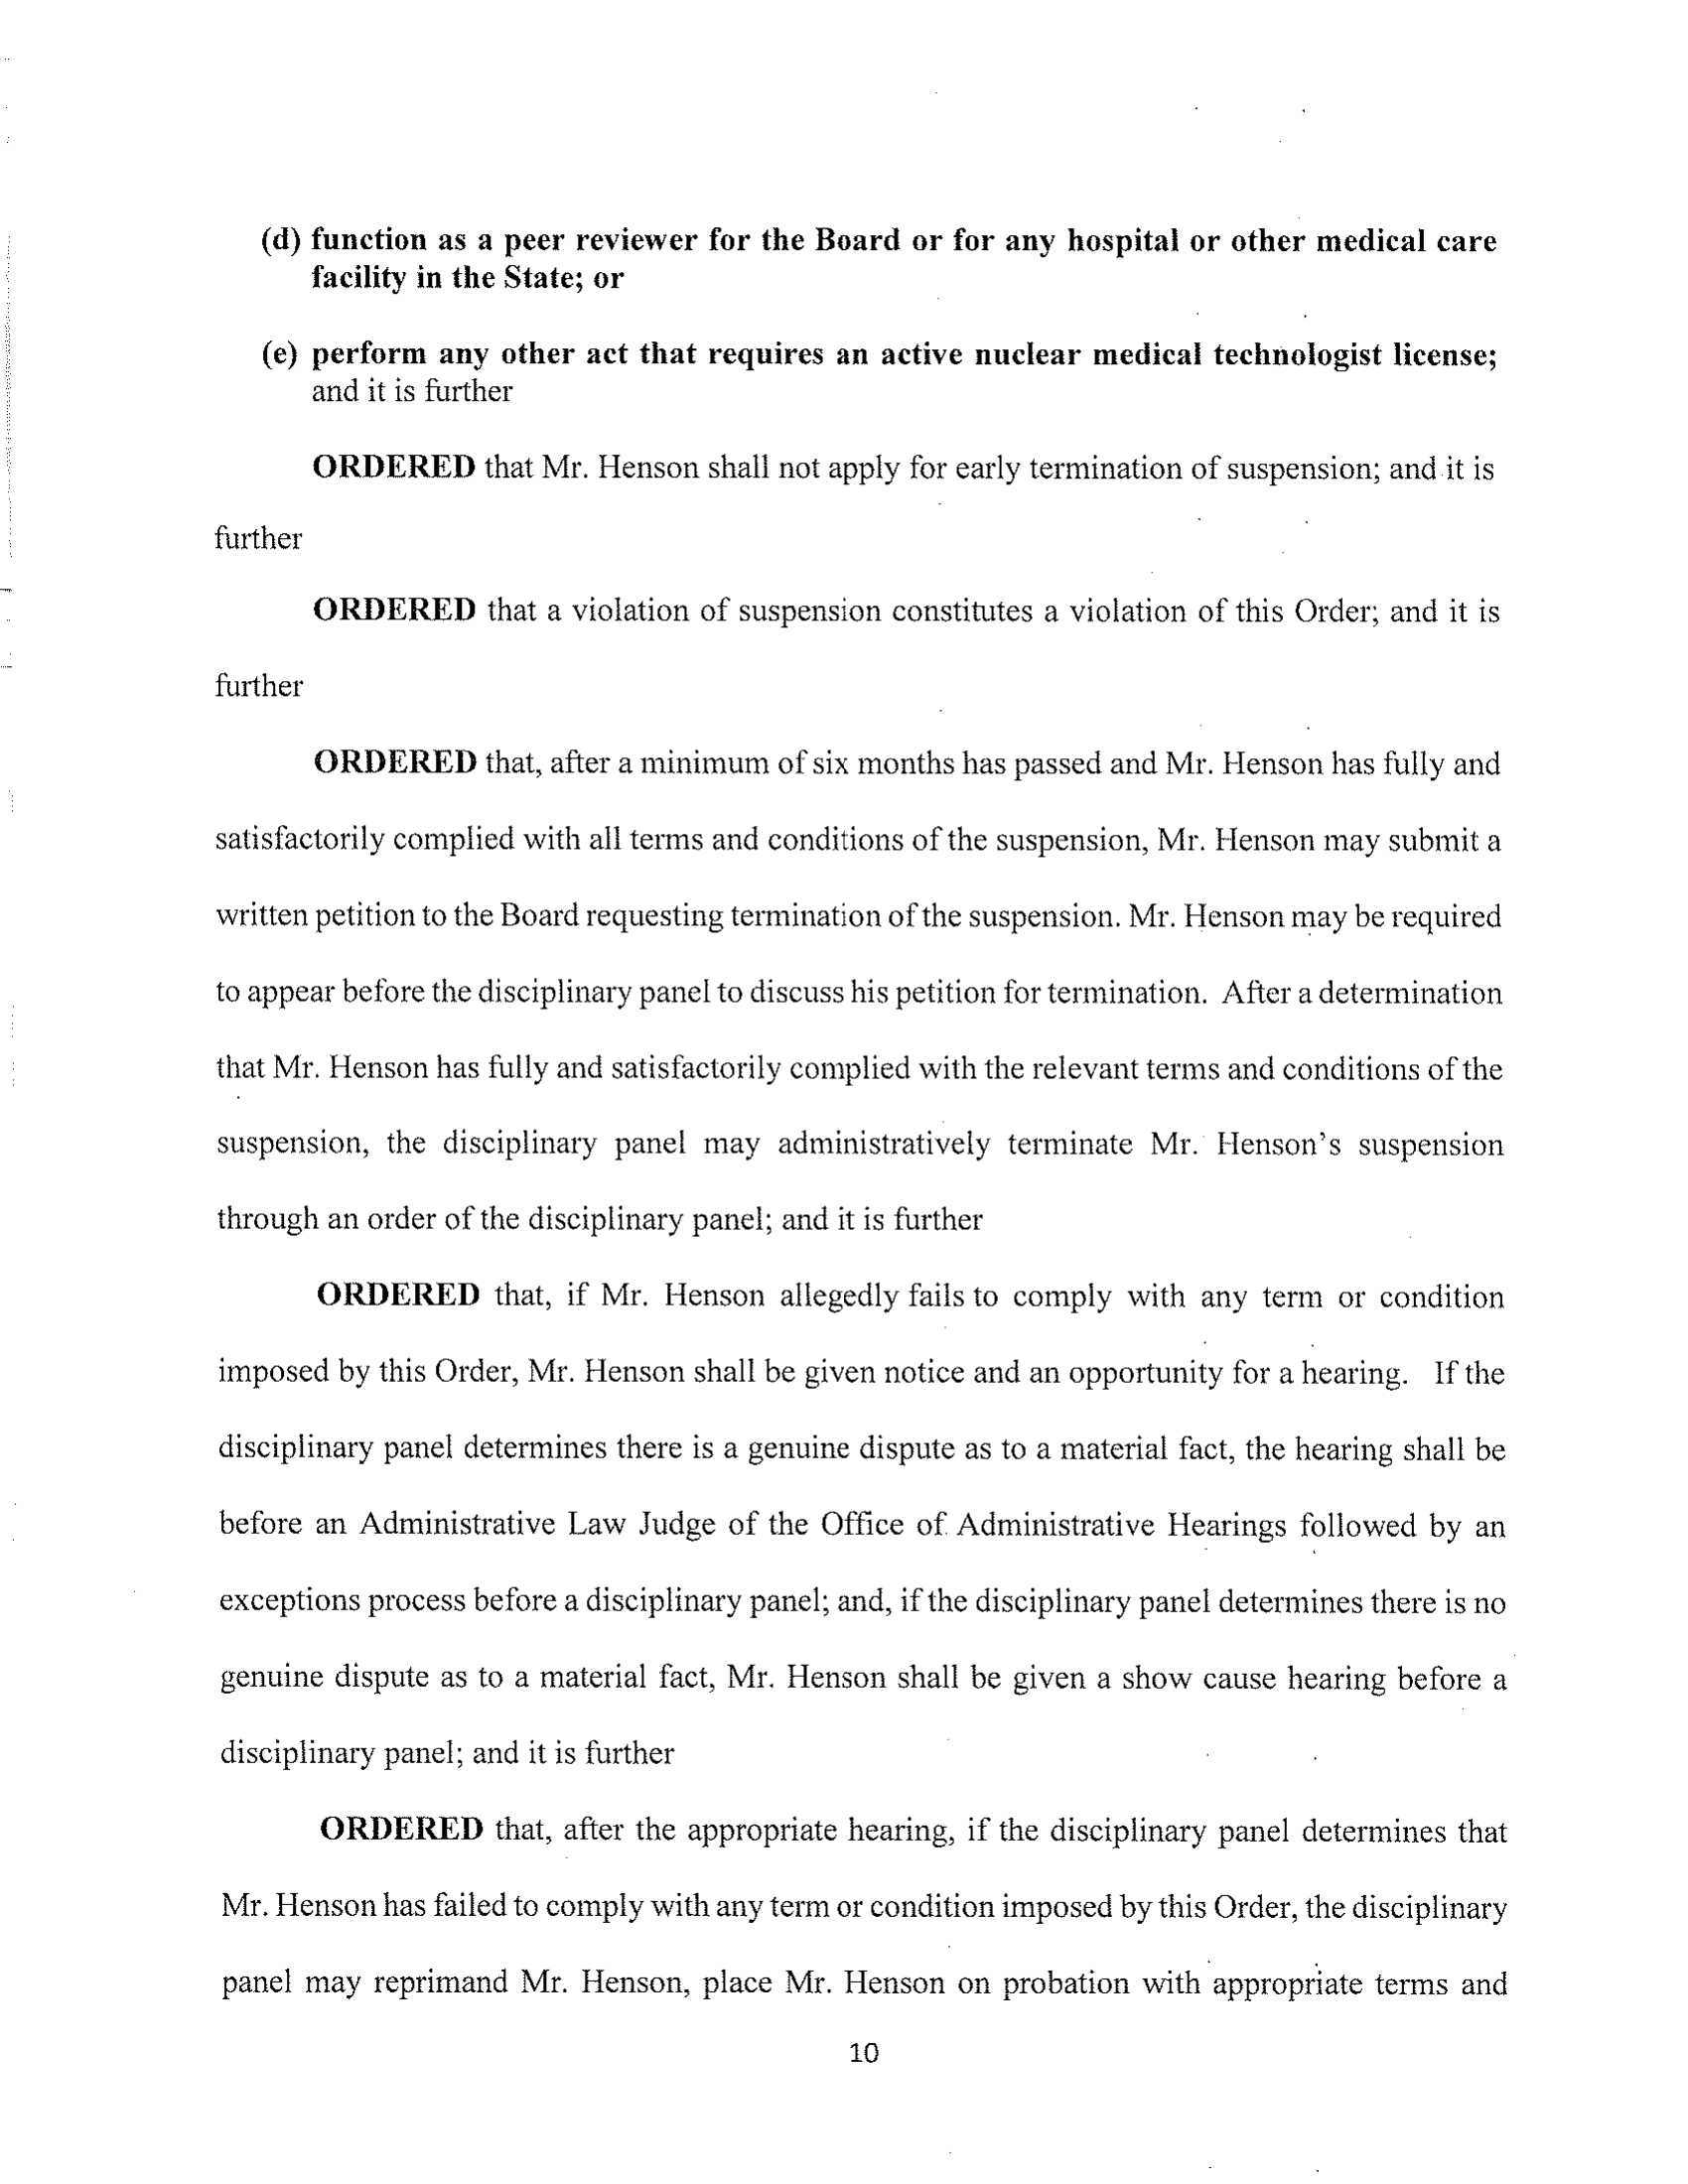 (d) function as a peer reviewer for the Board or for any hospital or other medical care
facility in the State; or
(e) perform any other act that requires an active nuclear medical technologist license;
and it is further
ORDERED that Mr. Henson shall not apply for early termination of suspension; and it is
further
ORDERED that a violation of suspension constitutes a violation of this Order; and it is
further
ORDERED that, after a minimum of six months has passed and Mr. Henson has fully and
satisfactorily complied with all terms and conditions of the suspension, Mr. Henson may submit a
written petition to the Board requesting termination of the suspension. Mr. Henson may be required
to appear before the disciplinary panel to discuss his petition for termination. After a determination
that Mr. Henson has fully and satisfactorily complied with the relevant terms and conditions of the
suspension, the disciplinary panel may administratively terminate Mr. Henson's suspension
through an order of the disciplinary panel; and it is further
ORDERED that, if Mr. Henson allegedly fails to comply with any term or condition
imposed by this Order, Mr. Henson shall be given notice and an opportunity for a hearing. If the
disciplinary panel determines there is a genuine dispute as to a material fact, the hearing shall be
before an Administrative Law Judge of the Office of Administrative Hearings followed by an
exceptions process before a disciplinary panel; and, if the disciplinary panel determines there is no
genuine dispute as to a material fact, Mr. Henson shall be given a show cause hearing before a
disciplinary panel; and it is further
ORDERED that, after the appropriate hearing, if the disciplinary panel determines that
Mr. Henson has failed to comply with any term or condition imposed by this Order, the disciplinary
panel may reprimand Mr. Henson, place Mr. Henson on probation with appropriate terms and
10